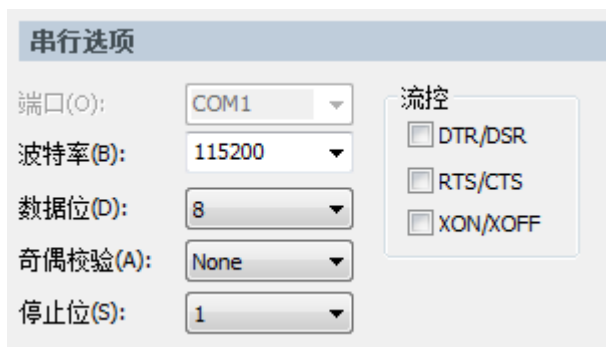 串行选项
端口(O): COM1
波特率(B): 115200
数据位(D): 8
奇偶校验(A): None
停止位(S): 1
流控
DTR/DSR
RTS/CTS
XON/XOFF